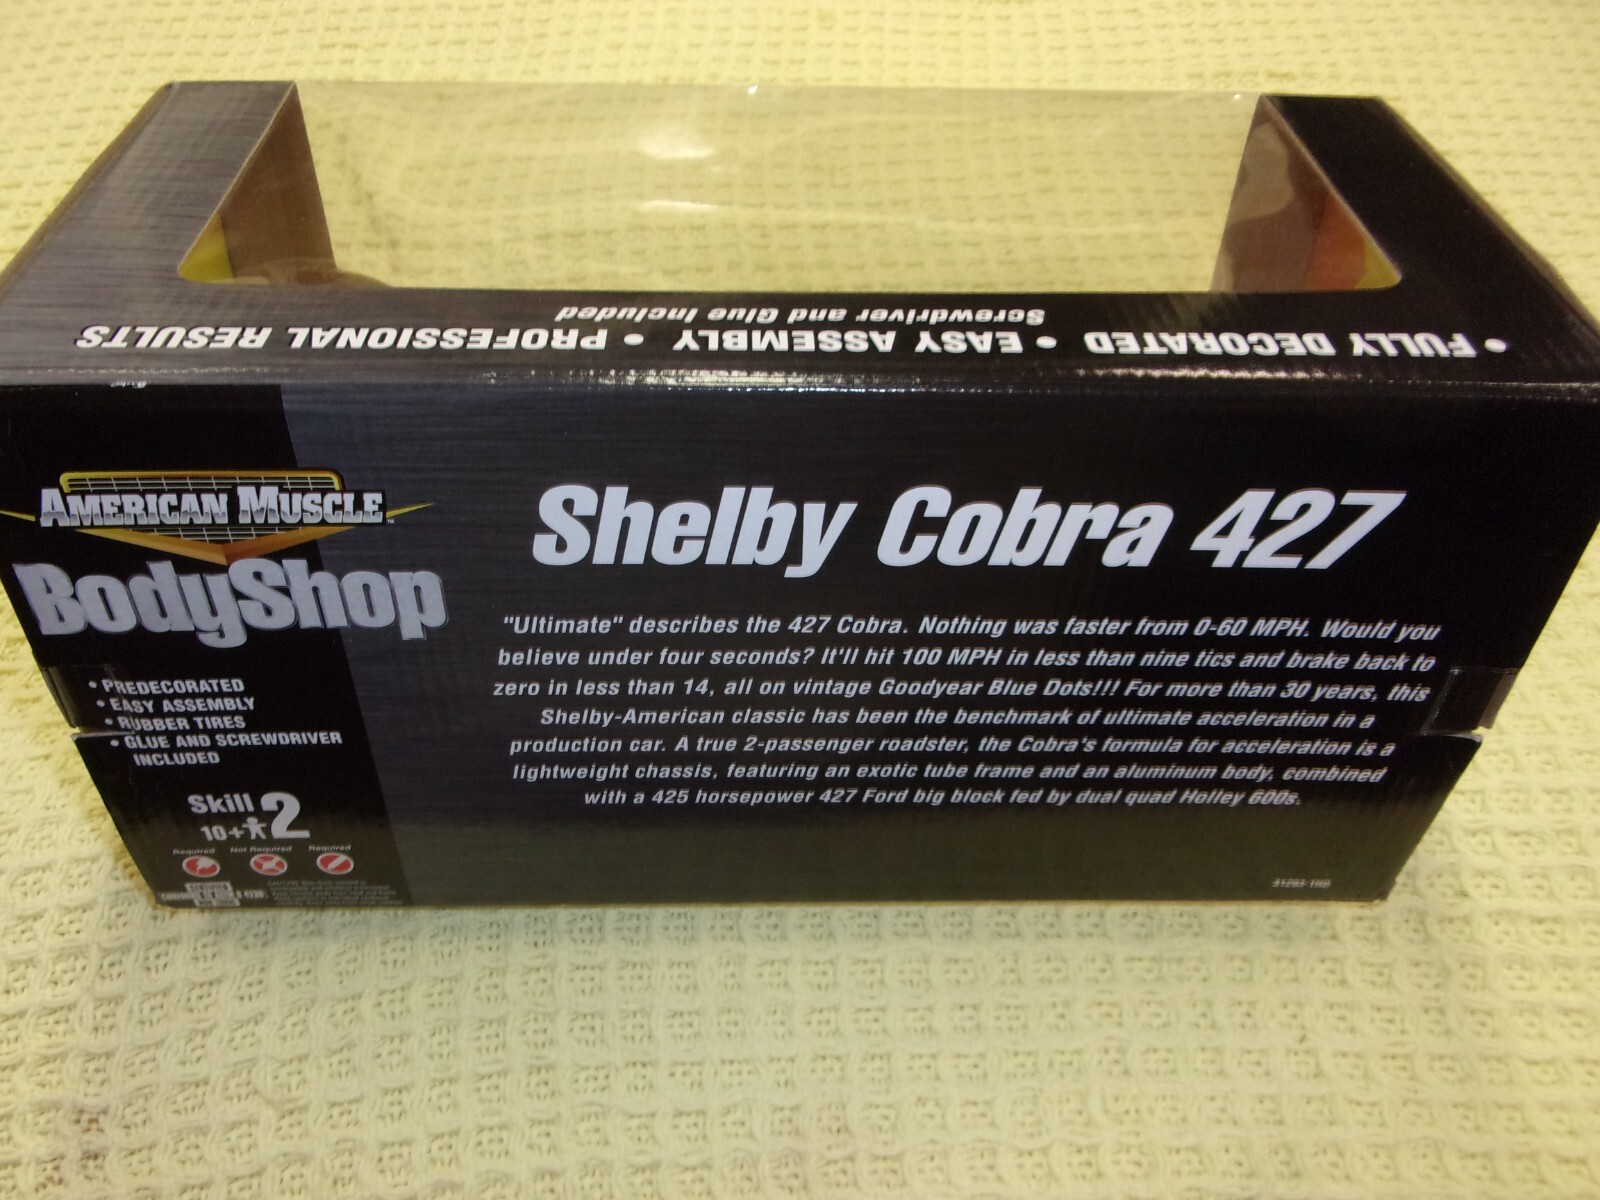 • FULLY DECORATED • EASY ASSEMBLY • PROFESSIONAL RESULTS
Screwdriver and Glue Included
AMERICAN MUSCLE™
BodyShop
• PREDECORATED
• EASY ASSEMBLY
• RUBBER TIRES
• GLUE AND SCREWDRIVER
INCLUDED
Skill 2
10+
Required Not Required Required
Shelby Cobra 427
"Ultimate" describes the 427 Cobra. Nothing was faster from 0-60 MPH. Would you
believe under four seconds? It'll hit 100 MPH in less than nine tics and brake back to
zero in less than 14, all on vintage Goodyear Blue Dots!!! For more than 30 years, this
Shelby-American classic has been the benchmark of ultimate acceleration in a
production car. A true 2-passenger roadster, the Cobra's formula for acceleration is a
lightweight chassis, featuring an exotic tube frame and an aluminum body, combined
with a 425 horsepower 427 Ford big block fed by dual quad Holley 600s.